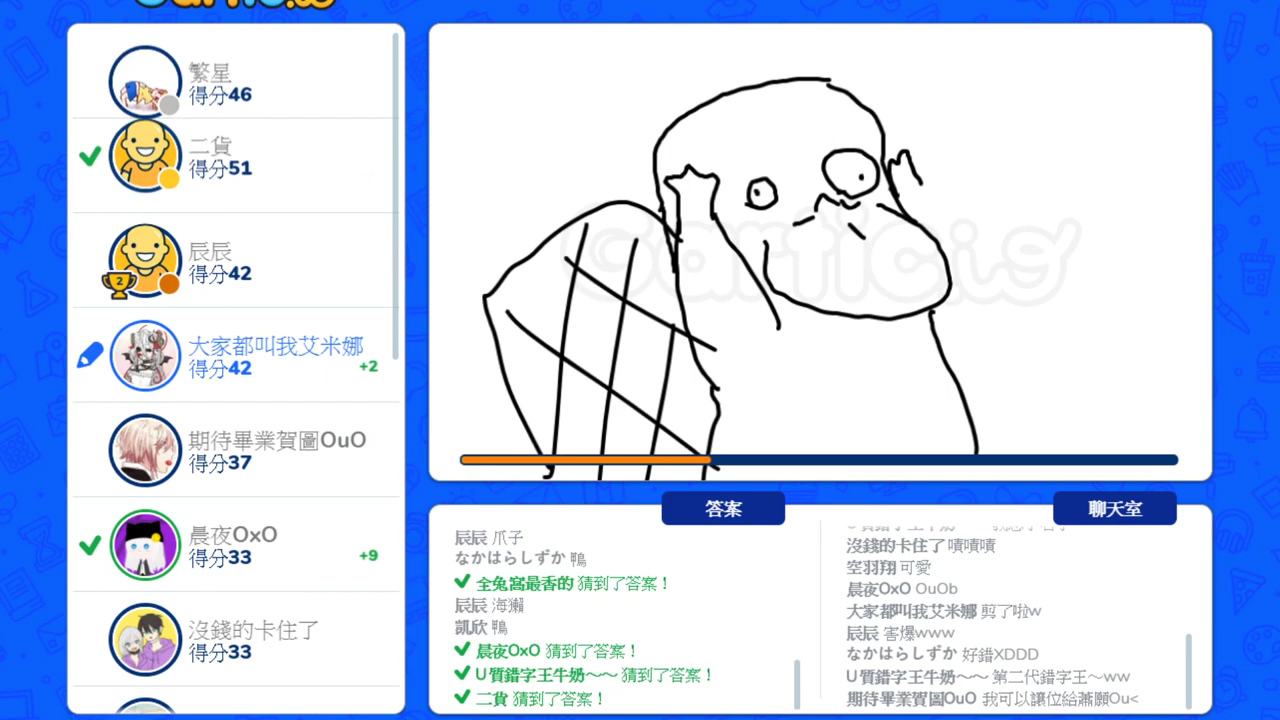 繁星
得分46
二貨
得分51
辰辰
2
得分42
大家都叫我艾米娜
得分42
+2
期待畢業賀圖OuO
得分37
晨夜OxO
得分33
+9
沒錢的卡住了
得分33
Gartic.io
答案
辰辰 爪子
なかはらしずか 鴨
全兔窩最香的 猜到了答案！
辰辰 海獺
凱欣 鴨
晨夜OxO 猜到了答案！
U質錯字王牛奶～～ 猜到了答案！
二貨 猜到了答案！
聊天室
沒錢的卡住了 嘖嘖嘖
空羽翔 可愛
晨夜OxO OuOb
大家都叫我艾米娜 剪了啦w
辰辰 害爆www
なかはらしずか 好錯XDDD
U質錯字王牛奶～～ 第二代錯字王～ww
期待畢業賀圖OuO 我可以讓位給蕭願Ou<